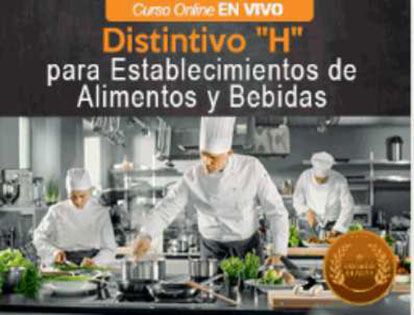 Curso Online EN VIVO
Distintivo "H"
para Establecimientos de
Alimentos y Bebidas